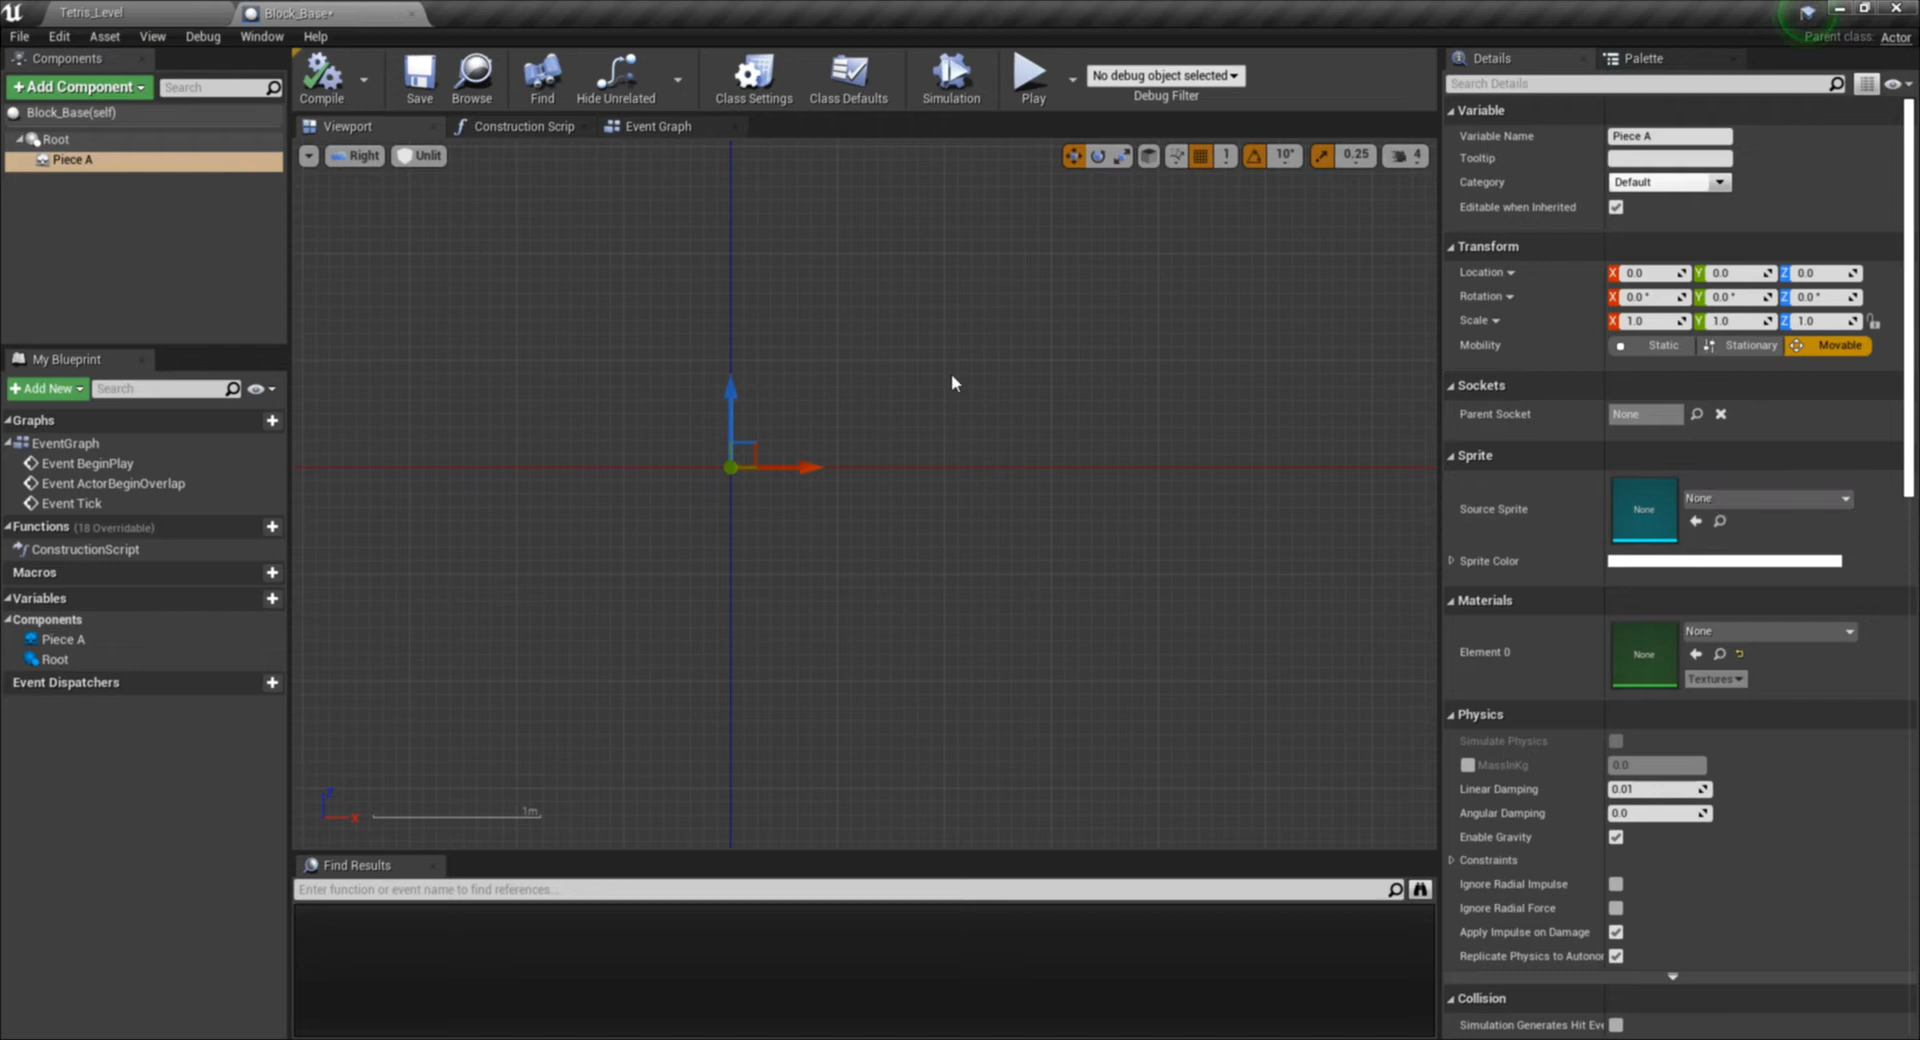 Tetris_Level
Block_Base*
File Edit Asset View Debug Window Help
Parent class: Actor
Components
+Add Component
Search
Block_Base(self)
Root
Piece A
Compile
Save
Browse
Find
Hide Unrelated
Class Settings
Class Defaults
Simulation
Play
No debug object selected
Debug Filter
Viewport
Construction Scrip
Event Graph
Right
Unlit
1
10°
0.25
4
z
x
1m
My Blueprint
+Add New
Search
Graphs
EventGraph
Event BeginPlay
Event ActorBeginOverlap
Event Tick
Functions (18 Overridable)
ConstructionScript
Macros
Variables
Components
Piece A
Root
Event Dispatchers
Find Results
Enter function or event name to find references...
Details
Palette
Search Details
Variable
Variable Name Piece A
Tooltip
Category Default
Editable when Inherited
Transform
Location X 0.0 Y 0.0 Z 0.0
Rotation X 0.0° Y 0.0° Z 0.0°
Scale X 1.0 Y 1.0 Z 1.0
Mobility Static Stationary Movable
Sockets
Parent Socket None
Sprite
Source Sprite None None
Sprite Color
Materials
Element 0 None None
Textures
Physics
Simulate Physics
MassInKg 0.0
Linear Damping 0.01
Angular Damping 0.0
Enable Gravity
Constraints
Ignore Radial Impulse
Ignore Radial Force
Apply Impulse on Damage
Replicate Physics to Autonor
Collision
Simulation Generates Hit Eve